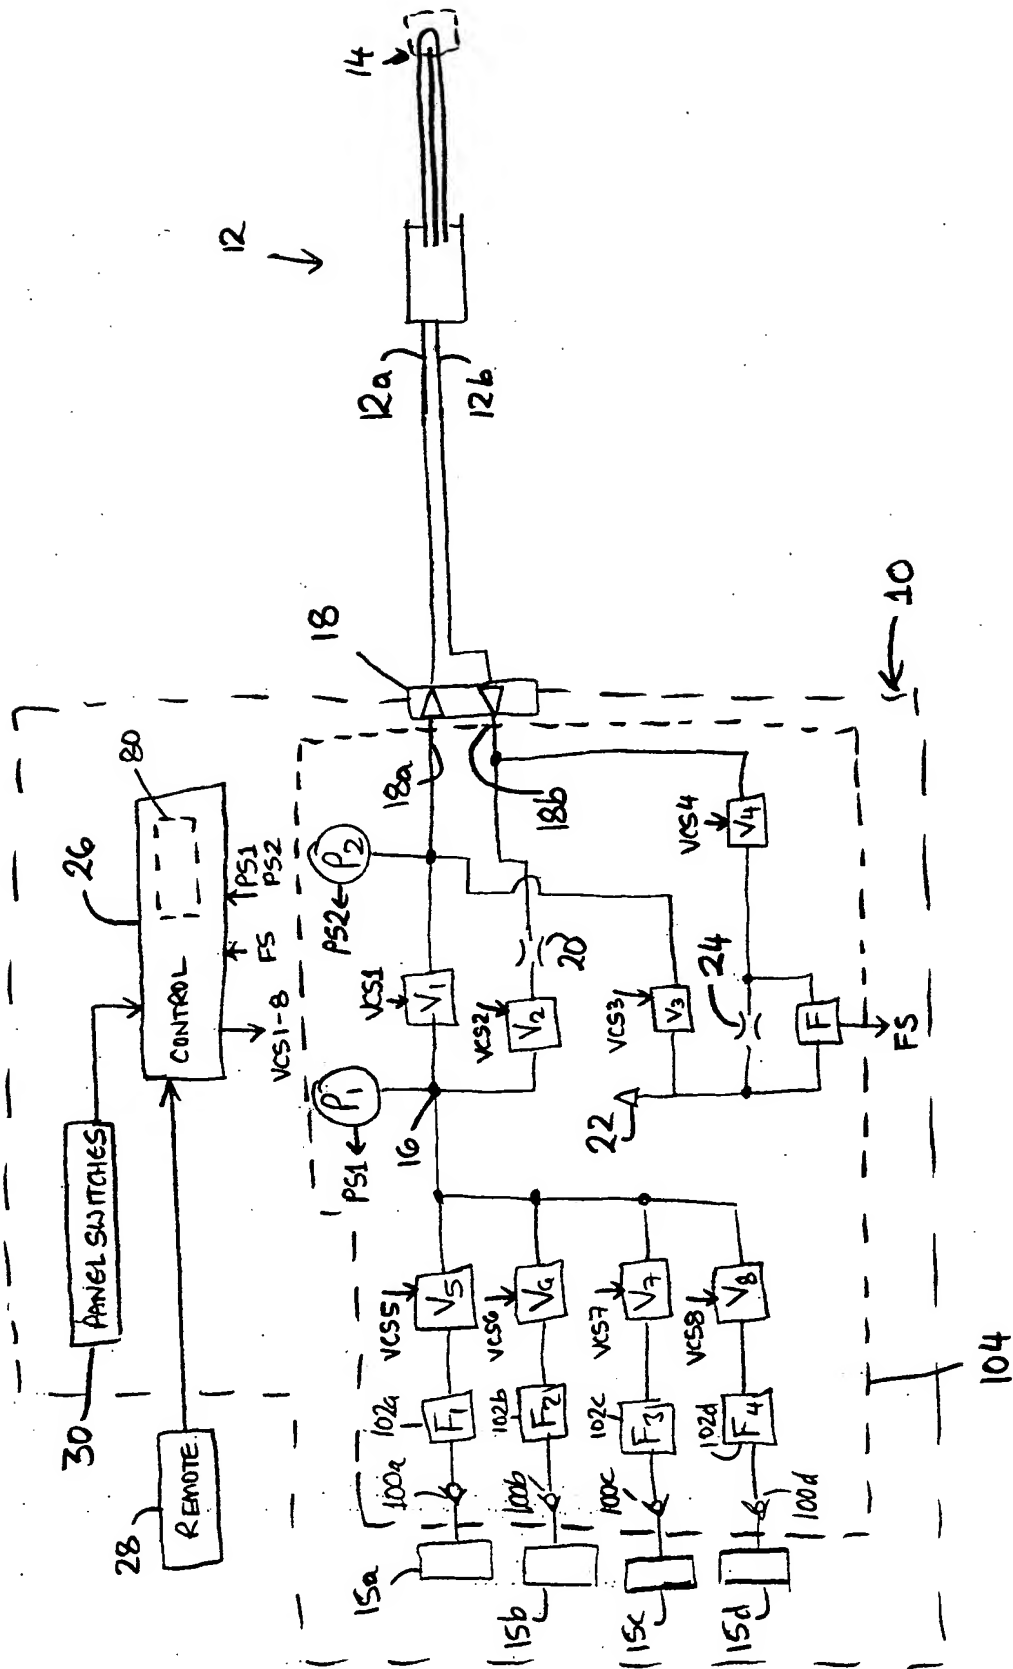 14
12
12a
12b
18
10
80
26
PS1
PS2
FS
VCS1-8
CONTROL
PANEL SWITCHES
30
REMOTE
28
18a
18b
P2
PS2
VCS1
V1
VCS2
V2
20
VCS3
V3
VCS4
V4
24
F
FS
22
P1
PS1
16
VCS5
V5
VCS6
V6
VCS7
V7
VCS8
V8
102a
F1
102b
F2
102c
F3
102d
F4
100a
100b
100c
100d
15a
15b
15c
15d
104